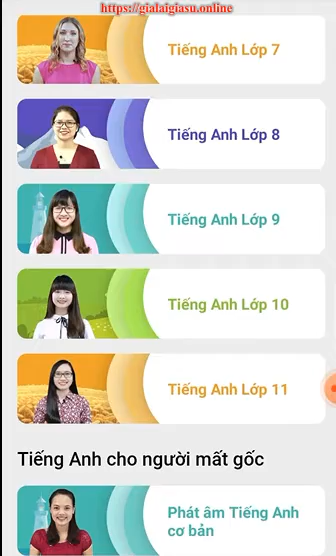 https://gialaigiasu.online
Tiếng Anh Lớp 7
Tiếng Anh Lớp 8
Tiếng Anh Lớp 9
Tiếng Anh Lớp 10
Tiếng Anh Lớp 11
Tiếng Anh cho người mất gốc
Phát âm Tiếng Anh
cơ bản